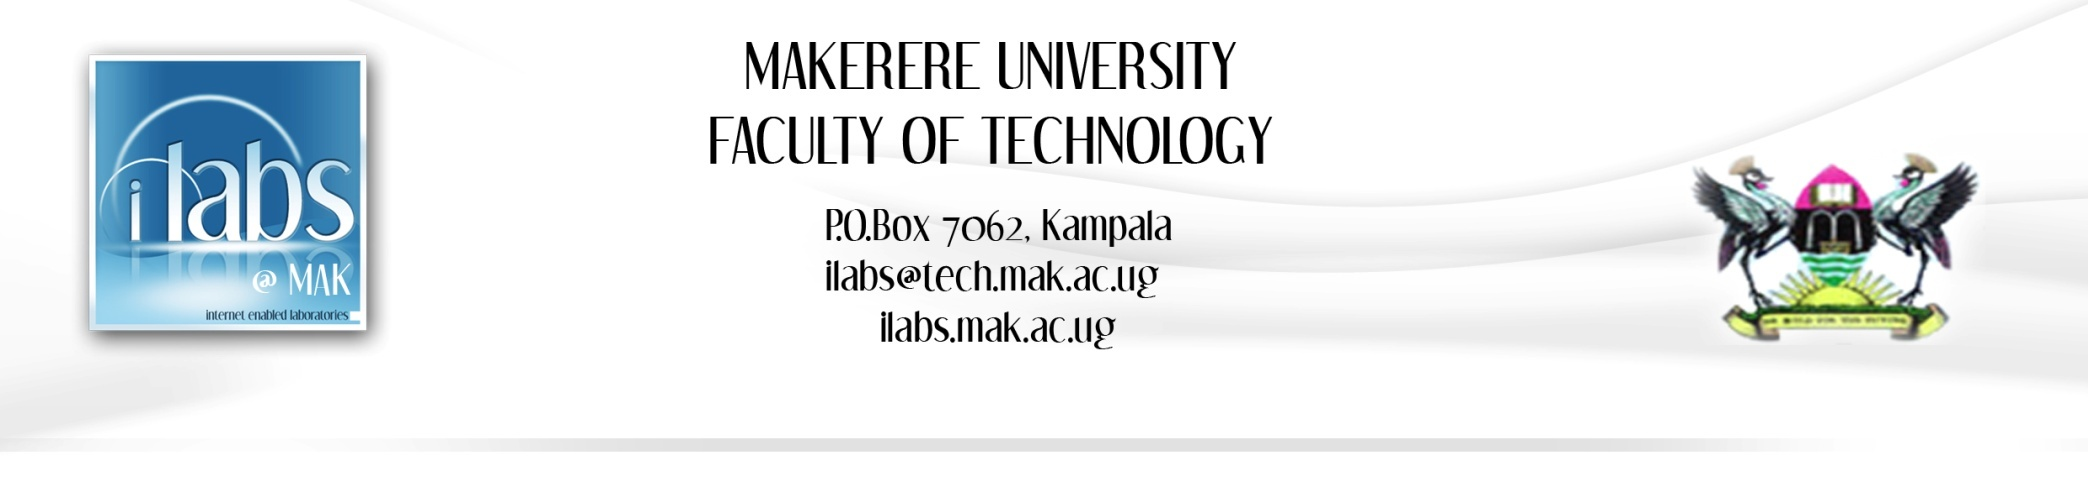 MAKERERE UNIVERSITY
FACULTY OF TECHNOLOGY
P.O.Box 7062, Kampala
ilabs@tech.mak.ac.ug
ilabs.mak.ac.ug
ilabs
@ MAK
internet enabled laboratories